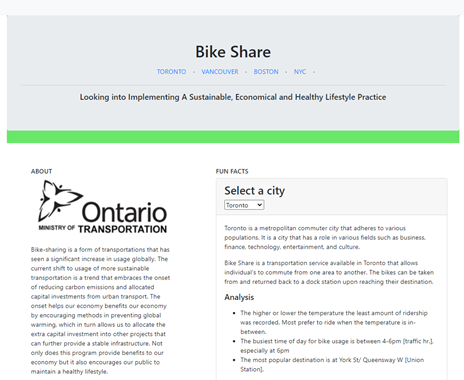 Bike Share
TORONTO - VANCOUVER - BOSTON - NYC -
Looking into Implementing A Sustainable, Economical and Healthy Lifestyle Practice
ABOUT
Ontario
MINISTRY OF TRANSPORTATION
Bike-sharing is a form of transportations that has
seen a significant increase in usage globally. The
current shift to usage of more sustainable
transportation is a trend that embraces the onset
of reducing carbon emissions and allocated
capital investments from urban transport. The
onset helps our economy benefits our economy
by encouraging methods in preventing global
warming, which in turn allows us to allocate the
extra capital investment into other projects that
can further provide a stable infrastructure. Not
only does this program provide benefits to our
economy but it also encourages our public to
maintain a healthy lifestyle.
FUN FACTS
Select a city
Toronto
Toronto is a metropolitan commuter city that adheres to various
populations. It is a city that has a role in various fields such as business,
finance, technology, entertainment, and culture.
Bike Share is a transportation service available in Toronto that allows
individual's to commute from one area to another. The bikes can be taken
from and returned back to a dock station upon reaching their destination.
Analysis
• The higher or lower the temperature the least amount of ridership
was recorded. Most prefer to ride when the temperature is in-
between.
• The busiest time of day for bike usage is between 4-6pm [traffic hr.],
especially at 6pm
• The most popular destination is at York St/ Queensway W [Union
Station].